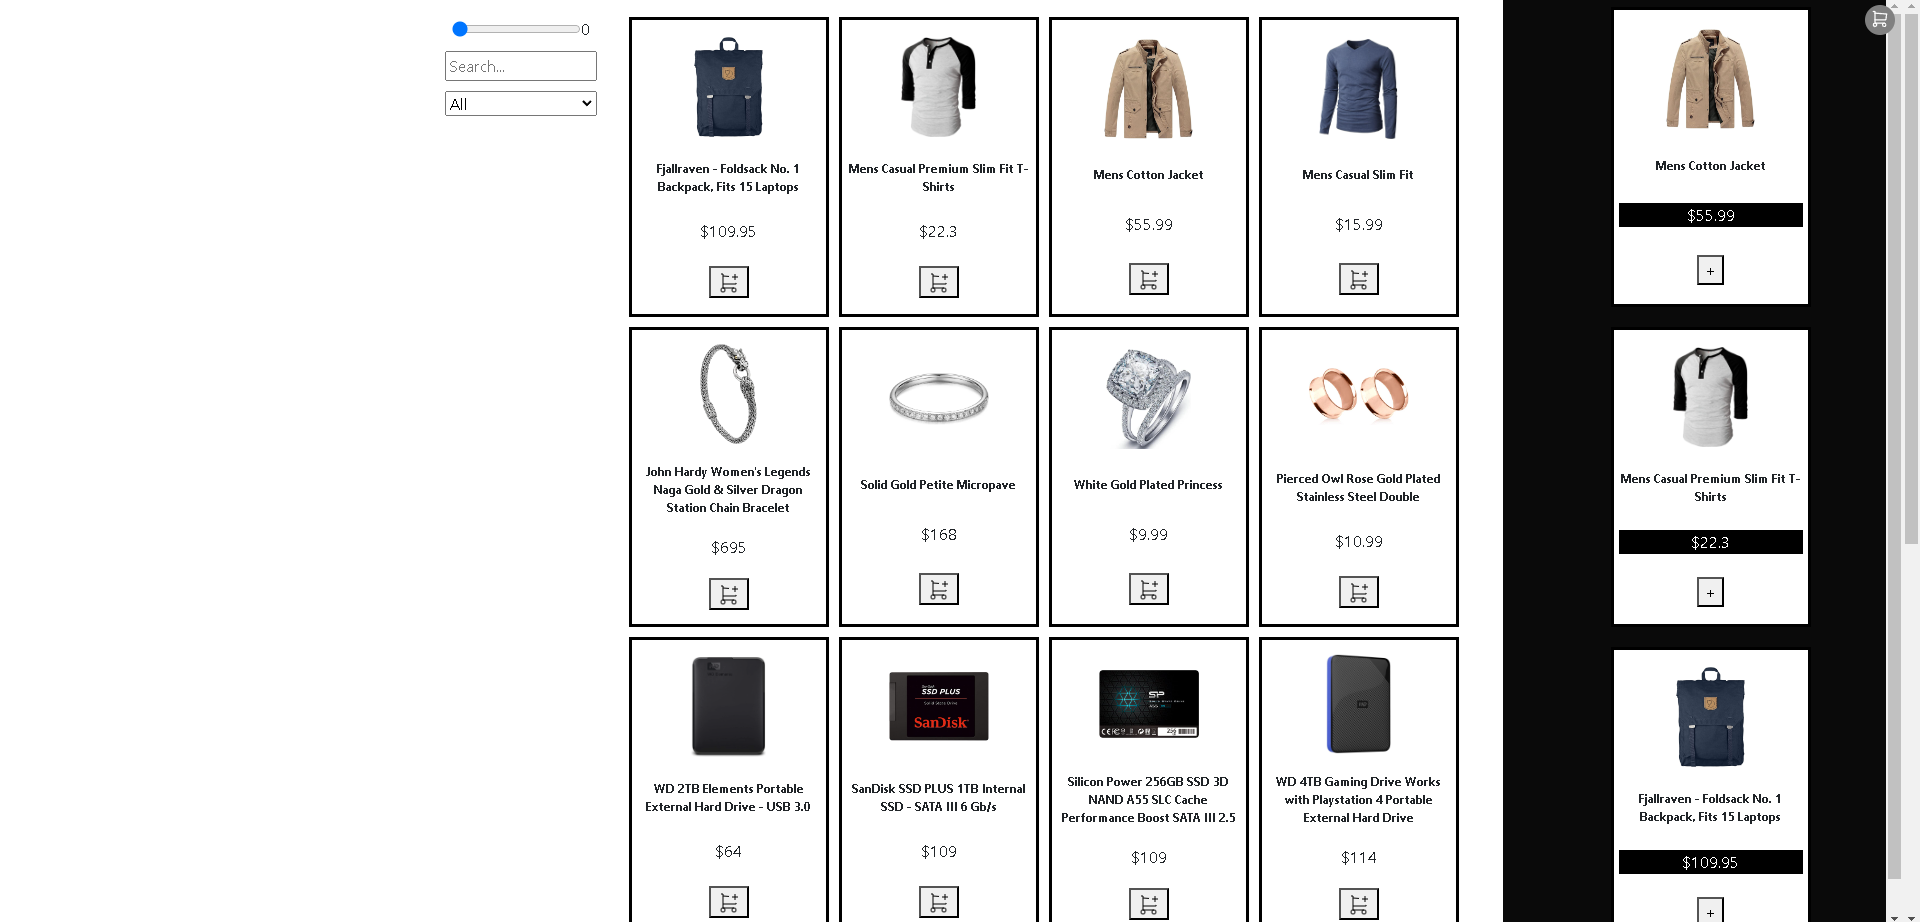 0
Search...
All
Fjallraven - Foldsack No. 1
Backpack, Fits 15 Laptops
$109.95
Mens Casual Premium Slim Fit T-
Shirts
$22.3
Mens Cotton Jacket
$55.99
Mens Casual Slim Fit
$15.99
John Hardy Women's Legends
Naga Gold & Silver Dragon
Station Chain Bracelet
$695
Solid Gold Petite Micropave
$168
White Gold Plated Princess
$9.99
Pierced Owl Rose Gold Plated
Stainless Steel Double
$10.99
WD 2TB Elements Portable
External Hard Drive - USB 3.0
$64
SSD PLUS
Solid State Drive
SanDisk
SanDisk SSD PLUS 1TB Internal
SSD - SATA III 6 Gb/s
$109
SP
Silicon Power 256GB SSD 3D
NAND A55 SLC Cache
Performance Boost SATA III 2.5
$109
WD 4TB Gaming Drive Works
with Playstation 4 Portable
External Hard Drive
$114
Mens Cotton Jacket
$55.99
+
Mens Casual Premium Slim Fit T-
Shirts
$22.3
+
Fjallraven - Foldsack No. 1
Backpack, Fits 15 Laptops
$109.95
+